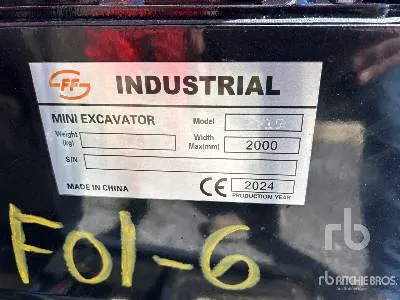 FF INDUSTRIAL
MINI EXCAVATOR Model
Weight (kg) Width Max(mm) 2000
S/N
MADE IN CHINA CE 2024
PRODUCTION YEAR
F01-6
rb
RITCHIE BROS.